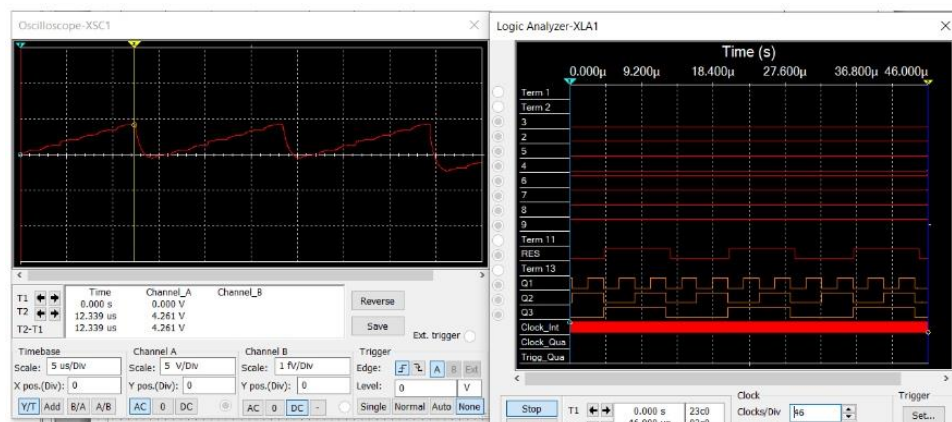 Oscilloscope-XSC1
Time Channel_A Channel_B
T1 0.000 s 0.000 V
T2 12.339 us 4.261 V
T2-T1 12.339 us 4.261 V
Reverse
Save
Ext. trigger
Timebase
Scale: 5 us/Div
X pos.(Div): 0
Y/T Add B/A A/B
Channel A
Scale: 5 V/Div
Y pos.(Div): 0
AC 0 DC
Channel B
Scale: 1 fV/Div
Y pos.(Div): 0
AC 0 DC -
Trigger
Edge: A B Ext
Level: 0 V
Single Normal Auto None
Logic Analyzer-XLA1
Time (s)
0.000µ 9.200µ 18.400µ 27.600µ 36.800µ 46.000µ
Term 1
Term 2
3
2
5
4
6
7
8
9
Term 11
RES
Term 13
Q1
Q2
Q3
Clock_Int
Clock_Qua
Trigg_Qua
Stop
T1 0.000 s 23c0
Clock
Clocks/Div 46
Trigger
Set...